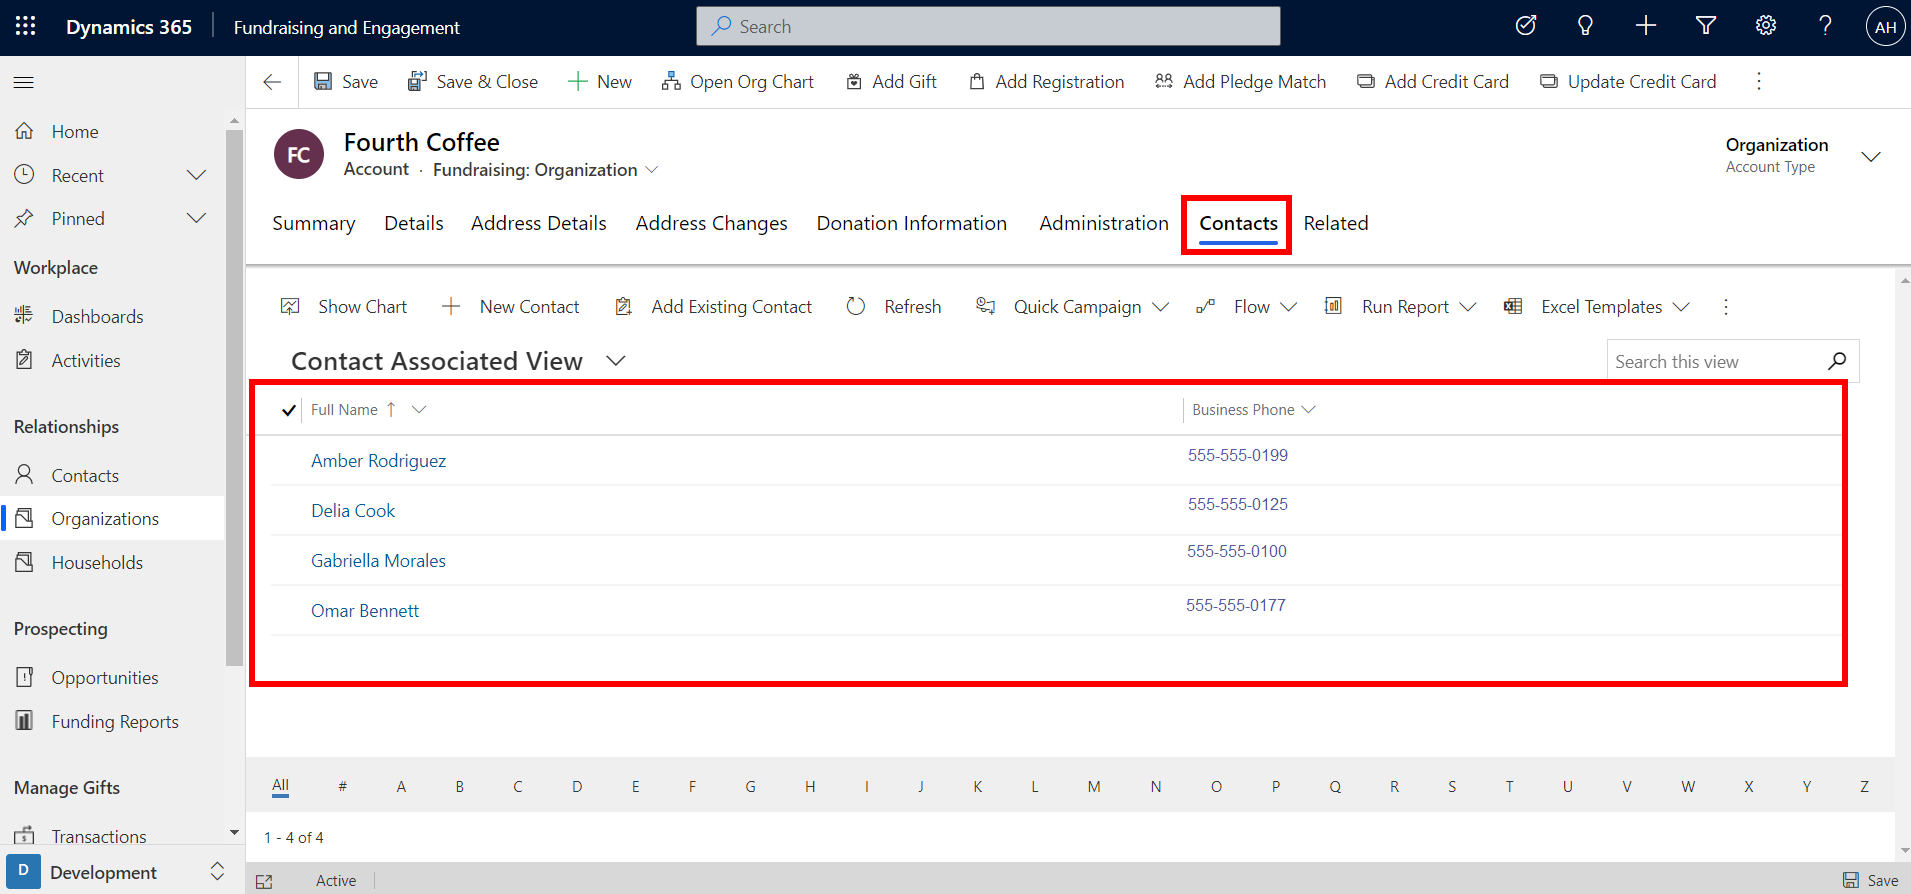 Dynamics 365
Fundraising and Engagement
Search
AH
Home
Recent
Pinned
Workplace
Dashboards
Activities
Relationships
Contacts
Organizations
Households
Prospecting
Opportunities
Funding Reports
Manage Gifts
Transactions
D Development
Save
Save & Close
New
Open Org Chart
Add Gift
Add Registration
Add Pledge Match
Add Credit Card
Update Credit Card
FC
Fourth Coffee
Account · Fundraising: Organization
Organization
Account Type
Summary
Details
Address Details
Address Changes
Donation Information
Administration
Contacts
Related
Show Chart
New Contact
Add Existing Contact
Refresh
Quick Campaign
Flow
Run Report
Excel Templates
Contact Associated View
Search this view
Full Name
Business Phone
Amber Rodriguez 555-555-0199
Delia Cook 555-555-0125
Gabriella Morales 555-555-0100
Omar Bennett 555-555-0177
All # A B C D E F G H I J K L M N O P Q R S T U V W X Y Z
1 - 4 of 4
Active
Save